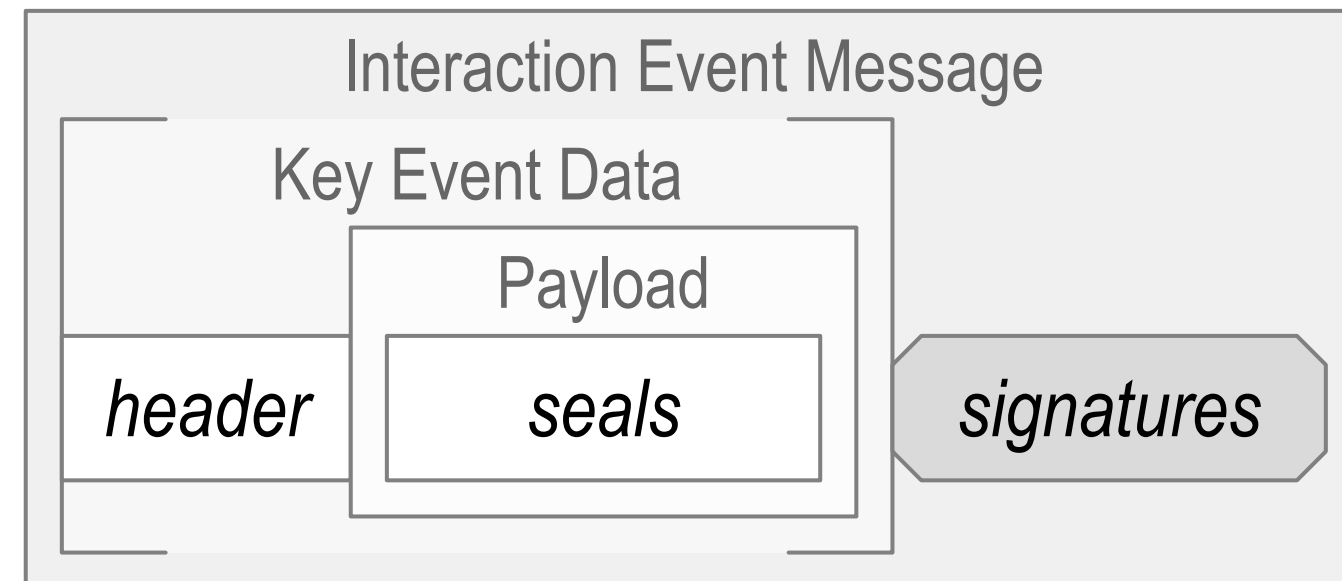 Interaction Event Message
Key Event Data
Payload
header
seals
signatures